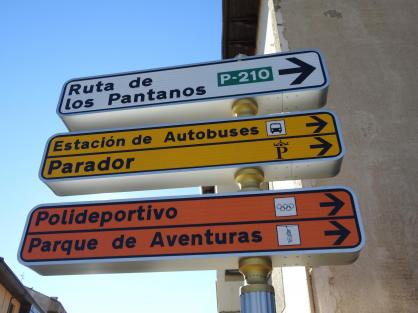 Ruta de
los Pantanos P-210
Estación de Autobuses
Parador P
Polideportivo
Parque de Aventuras